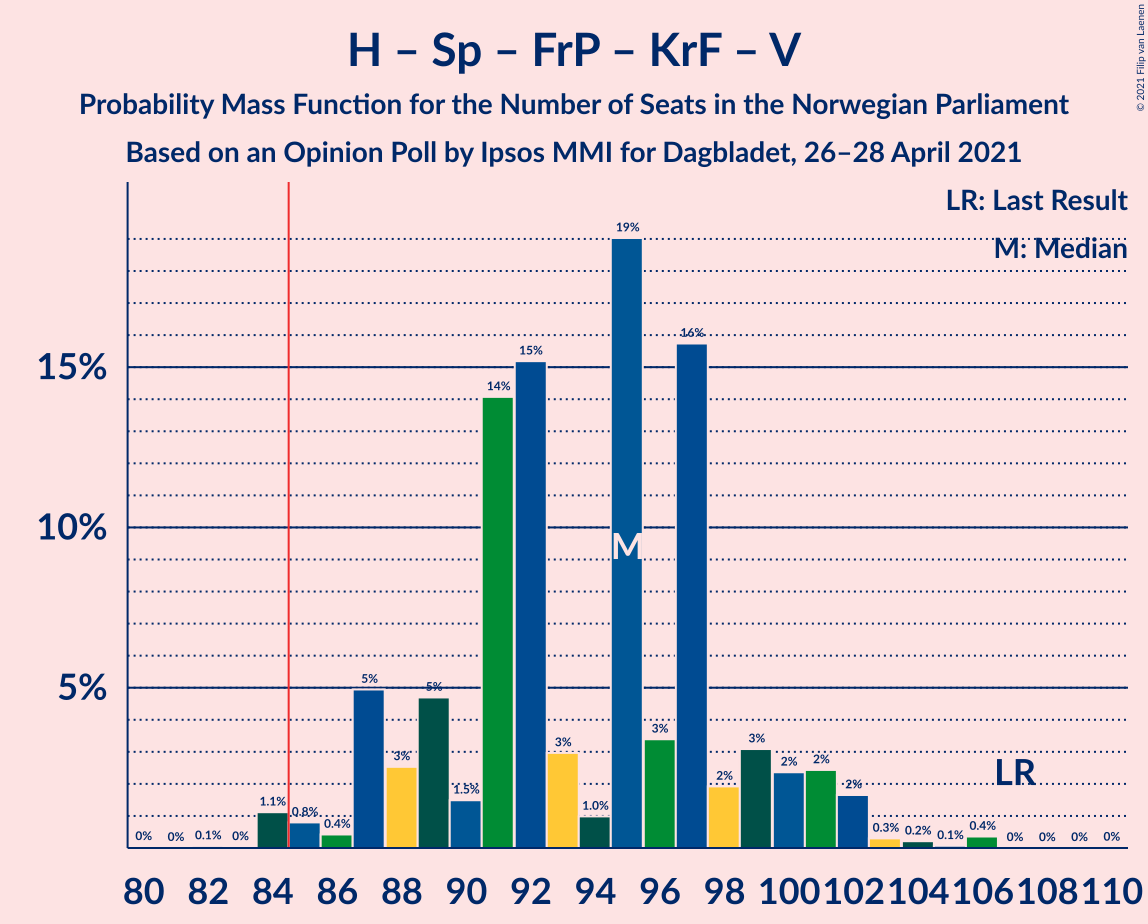 H – Sp – FrP – KrF – V
Probability Mass Function for the Number of Seats in the Norwegian Parliament
Based on an Opinion Poll by Ipsos MMI for Dagbladet, 26–28 April 2021
© 2021 Filip van Laenen
LR: Last Result
M: Median
15%
10%
5%
0% 0% 0.1% 0% 1.1% 0.8% 0.4% 5% 3% 5% 1.5% 14% 15% 3% 1.0% 19% 3% 16% 2% 3% 2% 2% 2% 0.3% 0.2% 0.1% 0.4% 0% 0% 0% 0%
M
LR
80 82 84 86 88 90 92 94 96 98 100 102 104 106 108 110